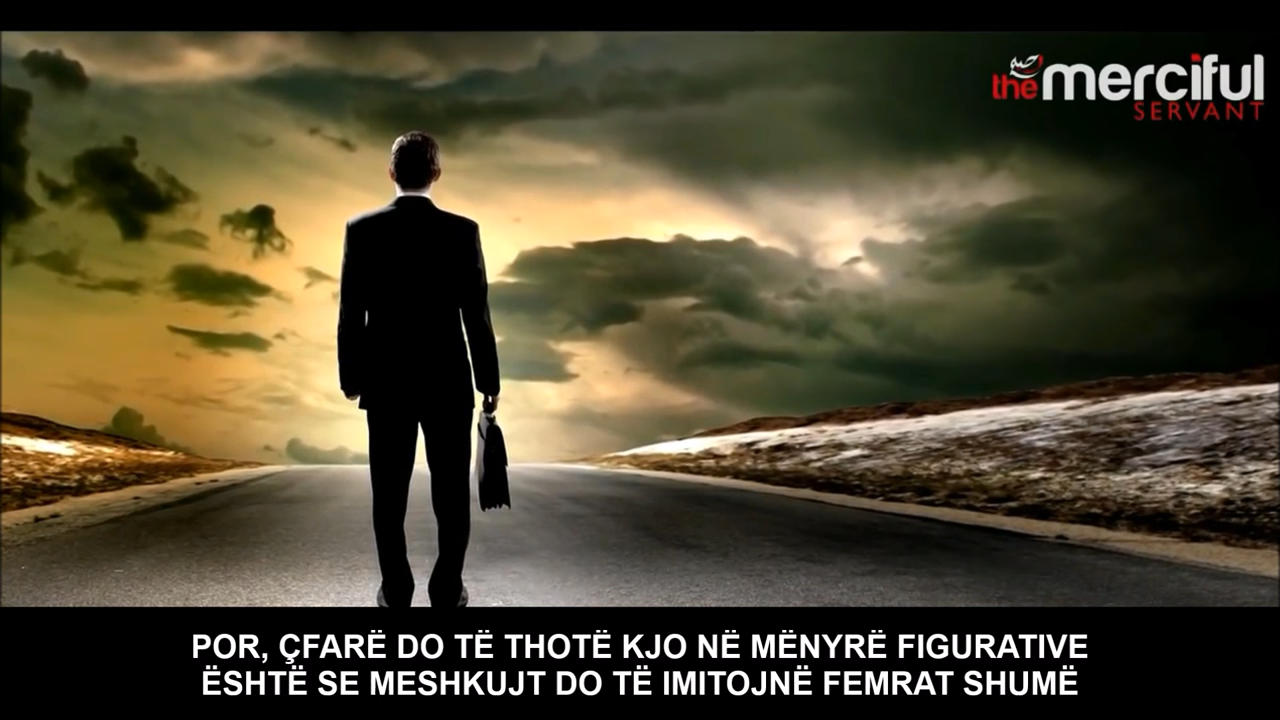 the merciful
SERVANT
POR, ÇFARË DO TË THOTË KJO NË MËNYRË FIGURATIVE
ËSHTË SE MESHKUJT DO TË IMITOJNË FEMRAT SHUMË